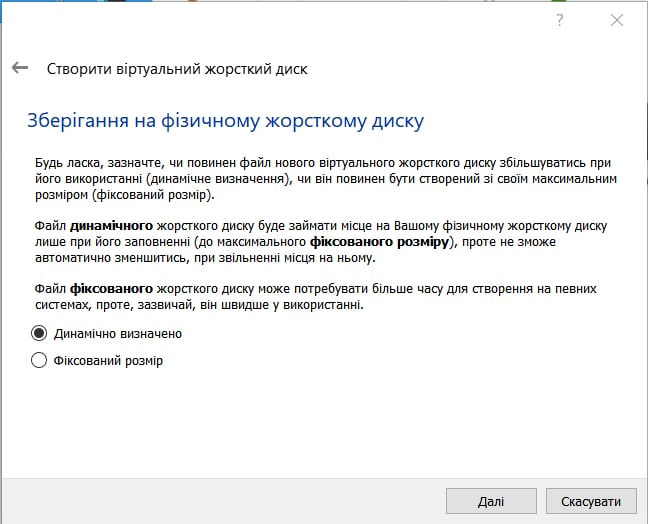 ?
Створити віртуальний жорсткий диск
Зберігання на фізичному жорсткому диску
Будь ласка, зазначте, чи повинен файл нового віртуального жорсткого диску збільшуватись при
його використанні (динамічне визначення), чи він повинен бути створений зі своїм максимальним
розміром (фіксований розмір).
Файл динамічного жорсткого диску буде займати місце на Вашому фізичному жорсткому диску
лише при його заповненні (до максимального фіксованого розміру), проте не зможе
автоматично зменшитись, при звільненні місця на ньому.
Файл фіксованого жорсткого диску може потребувати більше часу для створення на певних
системах, проте, зазвичай, він швидше у використанні.
Динамічно визначено
Фіксований розмір
Далі Скасувати